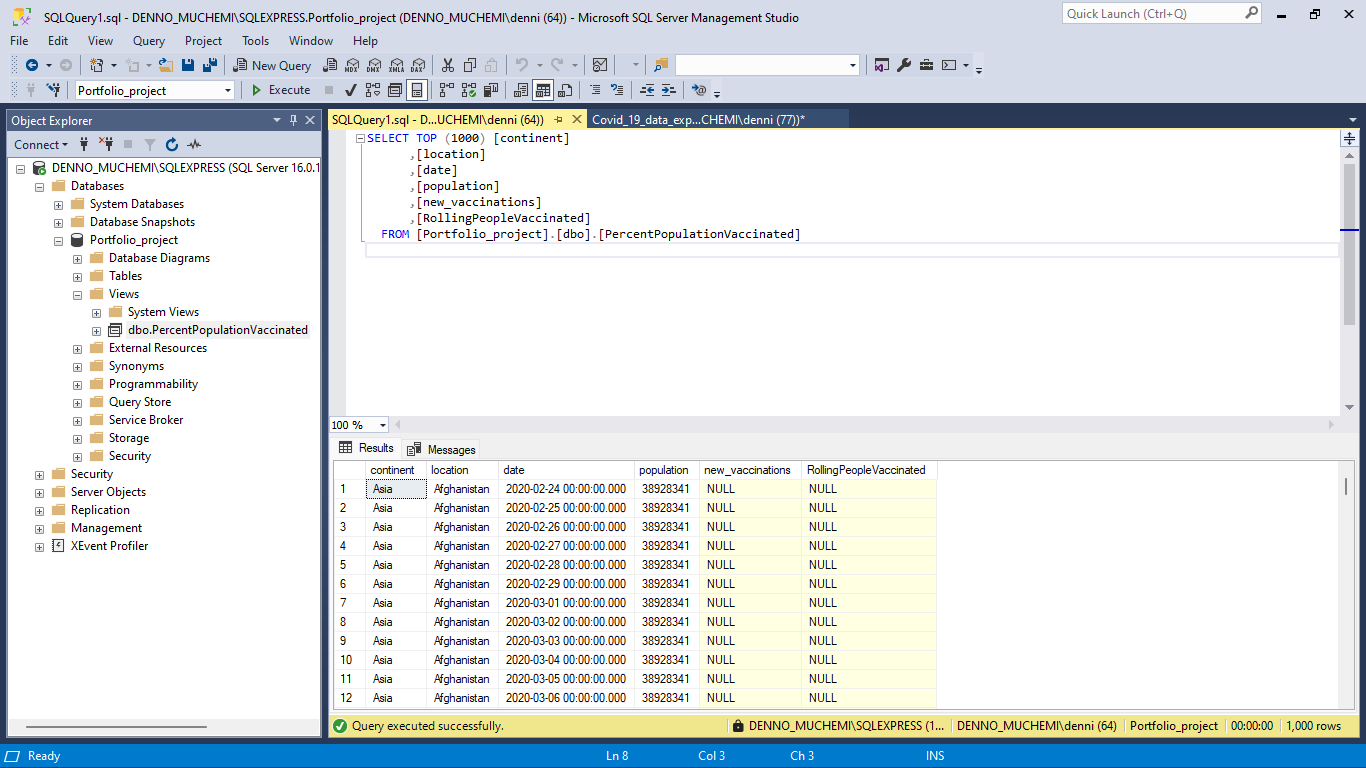 SQLQuery1.sql - DENNO_MUCHEMI\SQLEXPRESS.Portfolio_project (DENNO_MUCHEMI\denni (64)) - Microsoft SQL Server Management Studio
Quick Launch (Ctrl+Q)
File Edit View Query Project Tools Window Help
New Query MDX DMX XMLA DAX
Portfolio_project Execute
Object Explorer
Connect
DENNO_MUCHEMI\SQLEXPRESS (SQL Server 16.0.1
Databases
System Databases
Database Snapshots
Portfolio_project
Database Diagrams
Tables
Views
System Views
dbo.PercentPopulationVaccinated
External Resources
Synonyms
Programmability
Query Store
Service Broker
Storage
Security
Security
Server Objects
Replication
Management
XEvent Profiler
SQLQuery1.sql - D...UCHEMI\denni (64)) Covid_19_data_exp...CHEMI\denni (77))*
SELECT TOP (1000) [continent]
,[location]
,[date]
,[population]
,[new_vaccinations]
,[RollingPeopleVaccinated]
FROM [Portfolio_project].[dbo].[PercentPopulationVaccinated]
100 %
Results Messages
continent location date population new_vaccinations RollingPeopleVaccinated
1 Asia Afghanistan 2020-02-24 00:00:00.000 38928341 NULL NULL
2 Asia Afghanistan 2020-02-25 00:00:00.000 38928341 NULL NULL
3 Asia Afghanistan 2020-02-26 00:00:00.000 38928341 NULL NULL
4 Asia Afghanistan 2020-02-27 00:00:00.000 38928341 NULL NULL
5 Asia Afghanistan 2020-02-28 00:00:00.000 38928341 NULL NULL
6 Asia Afghanistan 2020-02-29 00:00:00.000 38928341 NULL NULL
7 Asia Afghanistan 2020-03-01 00:00:00.000 38928341 NULL NULL
8 Asia Afghanistan 2020-03-02 00:00:00.000 38928341 NULL NULL
9 Asia Afghanistan 2020-03-03 00:00:00.000 38928341 NULL NULL
10 Asia Afghanistan 2020-03-04 00:00:00.000 38928341 NULL NULL
11 Asia Afghanistan 2020-03-05 00:00:00.000 38928341 NULL NULL
12 Asia Afghanistan 2020-03-06 00:00:00.000 38928341 NULL NULL
Query executed successfully. DENNO_MUCHEMI\SQLEXPRESS (1... DENNO_MUCHEMI\denni (64) Portfolio_project 00:00:00 1,000 rows
Ready Ln 8 Col 3 Ch 3 INS